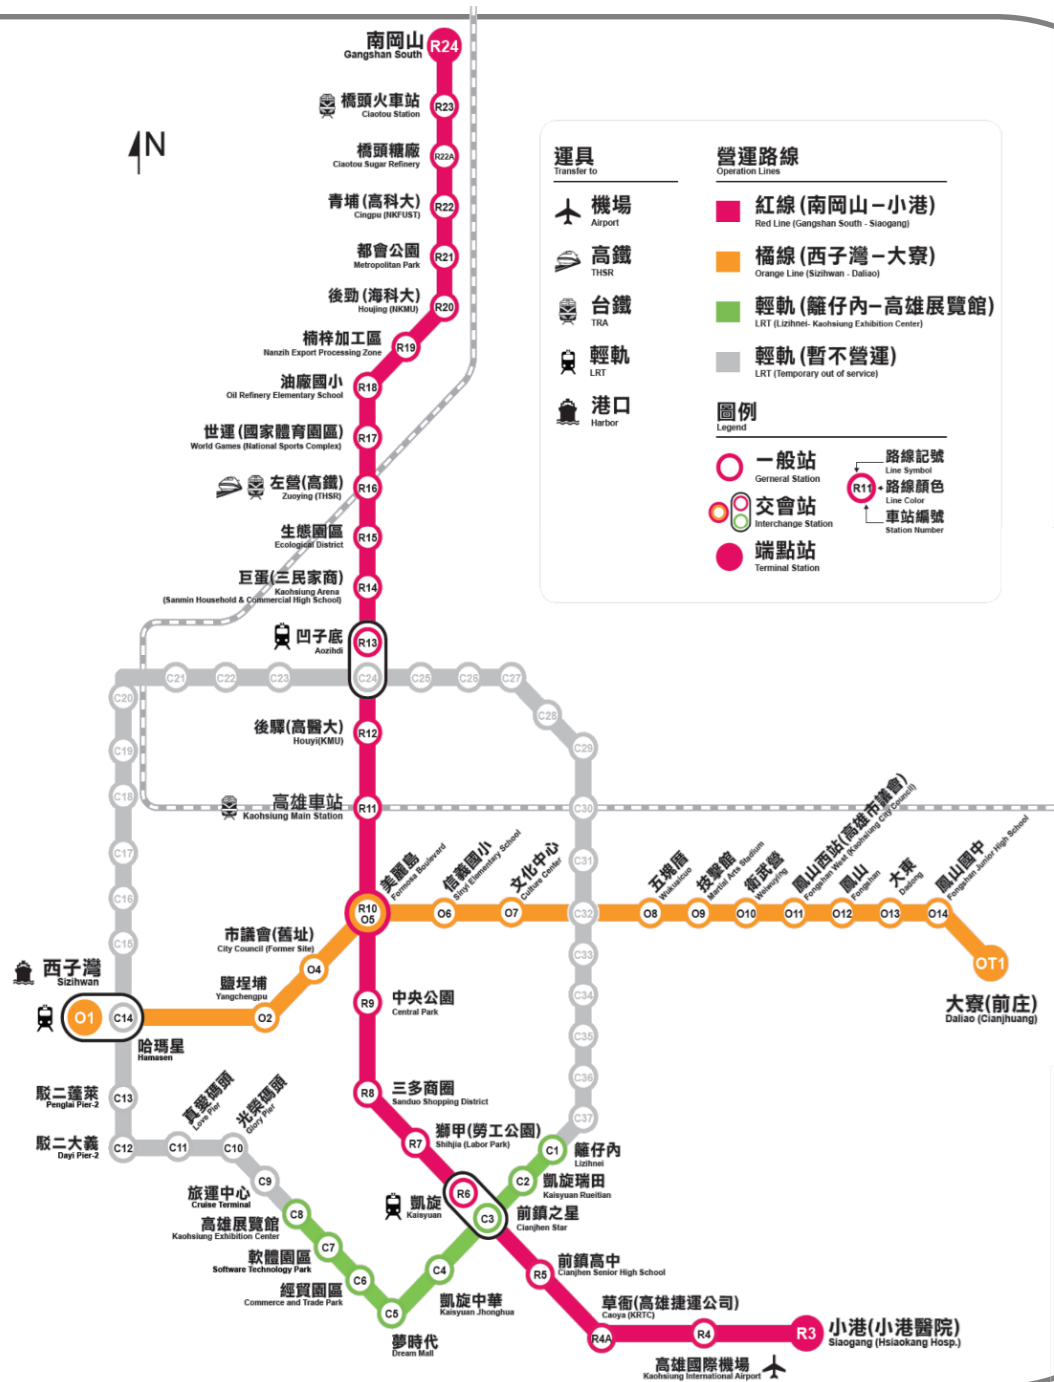 南岡山
Gangshan South
R24
橋頭火車站
Ciaotou Station
R23
N
橋頭糖廠
Ciaotou Sugar Refinery
R22A
青埔(高科大)
Cingpu (NKFUST)
R22
都會公園
Metropolitan Park
R21
後勁(海科大)
Houjing (NKMU)
R20
楠梓加工區
Nanzih Export Processing Zone
R19
油廠國小
Oil Refinery Elementary School
R18
世運(國家體育園區)
World Games (National Sports Complex)
R17
左營(高鐵)
Zuoying (THSR)
R16
生態園區
Ecological District
R15
巨蛋(三民家商)
Kaohsiung Arena
(Sanmin Household & Commercial High School)
R14
凹子底
Aozihdi
R13
C24
後驛(高醫大)
Houyi(KMU)
R12
高雄車站
Kaohsiung Main Station
R11
運具
Transfer to
機場
Airport
高鐵
THSR
台鐵
TRA
輕軌
LRT
港口
Harbor
營運路線
Operation Lines
紅線(南岡山–小港)
Red Line (Gangshan South - Siaogang)
橘線(西子灣–大寮)
Orange Line (Sizihwan - Daliao)
輕軌(籬仔內–高雄展覽館)
LRT (Lizihnei- Kaohsiung Exhibition Center)
輕軌(暫不營運)
LRT (Temporary out of service)
圖例
Legend
一般站
Gerneral Station
交會站
Interchange Station
端點站
Terminal Station
R11
路線記號
Line Symbol
路線顏色
Line Color
車站編號
Station Number
C20
C21
C22
C23
C25
C26
C27
C28
C29
C30
C31
C32
C33
C34
C35
C36
C37
C19
C18
C17
C16
C15
美麗島
Formosa Boulevard
R10
O5
信義國小
Sinyi Elementary School
O6
文化中心
Culture Center
O7
五塊厝
Wukuaicuo
O8
技擊館
Martial Arts Stadium
O9
衛武營
Weiwuying
O10
鳳山西站(高雄市議會)
Fongshan West (Kaohsiung City Council)
O11
鳳山
Fongshan
O12
大東
Dadong
O13
鳳山國中
Fongshan Junior High School
O14
OT1
大寮(前庄)
Daliao (Cianjhuang)
市議會(舊址)
City Council (Former Site)
O4
鹽埕埔
Yangchengpu
O2
西子灣
Sizihwan
O1
C14
哈瑪星
Hamasen
駁二蓬萊
Penglai Pier-2
C13
駁二大義
Dayi Pier-2
C12
真愛碼頭
Love Pier
C11
光榮碼頭
Glory Pier
C10
旅運中心
Cruise Terminal
C9
高雄展覽館
Kaohsiung Exhibition Center
C8
軟體園區
Software Technology Park
C7
經貿園區
Commerce and Trade Park
C6
夢時代
Dream Mall
C5
凱旋中華
Kaisyuan Jhonghua
C4
中央公園
Central Park
R9
三多商圈
Sanduo Shopping District
R8
獅甲(勞工公園)
Shihjia (Labor Park)
R7
凱旋
Kaisyuan
R6
C3
前鎮之星
Cianjhen Star
C2
凱旋瑞田
Kaisyuan Rueitian
C1
籬仔內
Lizihnei
前鎮高中
Cianjhen Senior High School
R5
草衙(高雄捷運公司)
Caoya (KRTC)
R4A
R4
高雄國際機場
Kaohsiung International Airport
R3
小港(小港醫院)
Siaogang (Hsiaokang Hosp.)